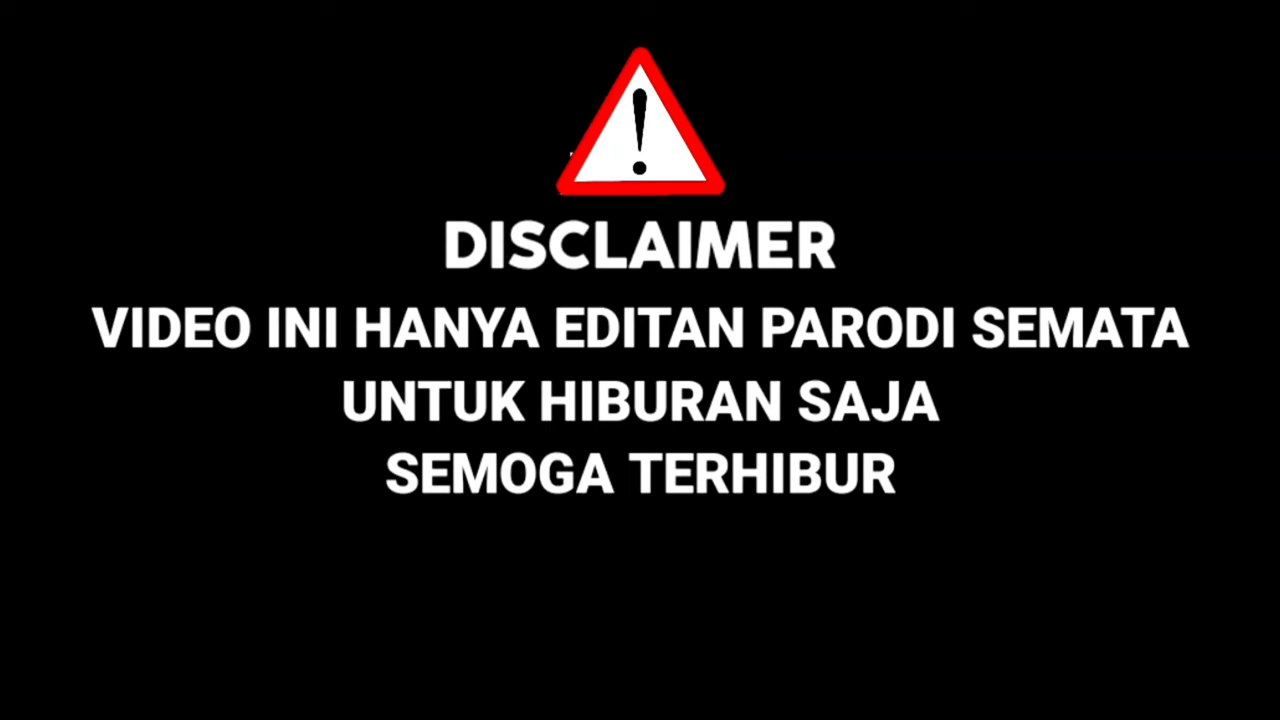 DISCLAIMER
VIDEO INI HANYA EDITAN PARODI SEMATA
UNTUK HIBURAN SAJA
SEMOGA TERHIBUR